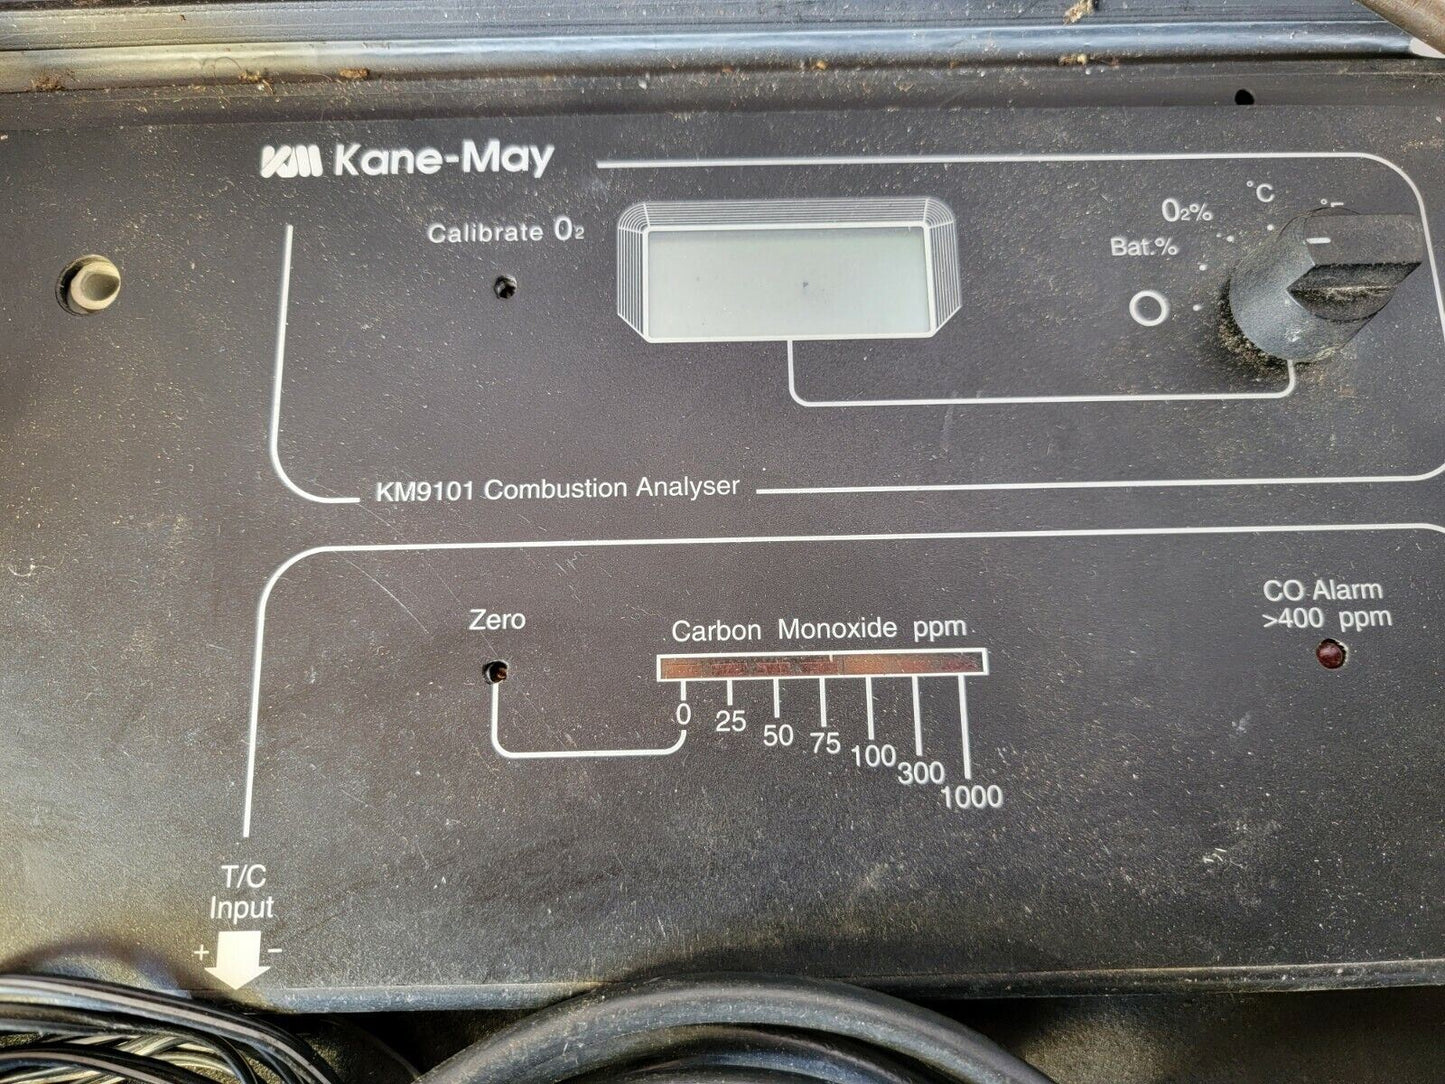 KM Kane-May
Calibrate O2
O2%
°C
°F
Bat.%
O
KM9101 Combustion Analyser
Zero
Carbon Monoxide ppm
0
25
50
75
100
300
1000
CO Alarm
>400 ppm
T/C
Input
+ −